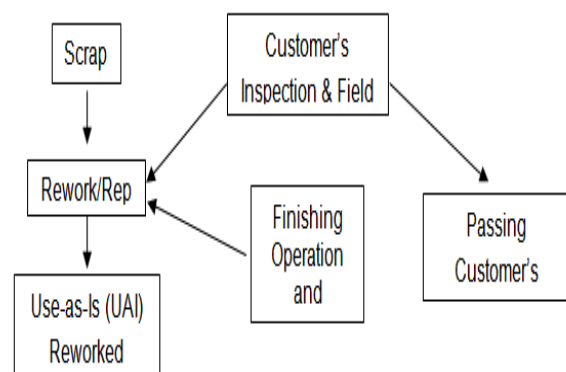 Scrap
Customer's
Inspection & Field
Rework/Rep
Finishing
Operation
and
Passing
Customer's
Use-as-Is (UAI)
Reworked